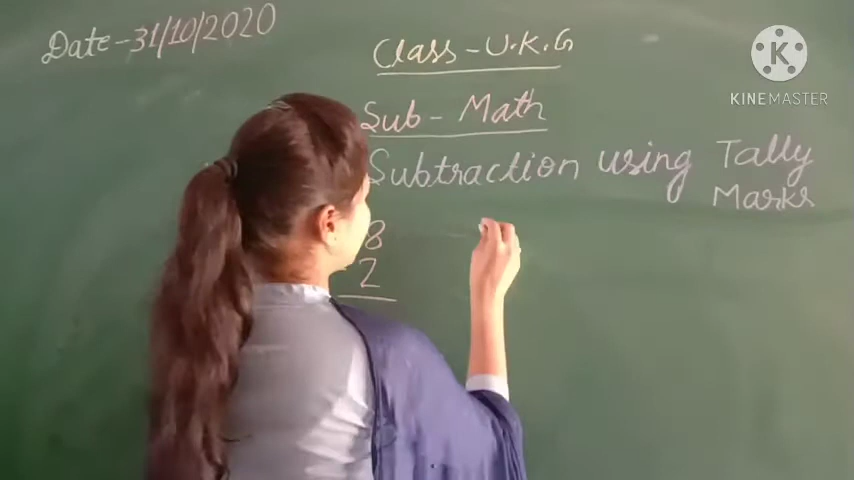 Date-31/10/2020
Class-U.K.G
Sub-Math
Subtraction using Tally
Marks
8
2
K
KINEMASTER